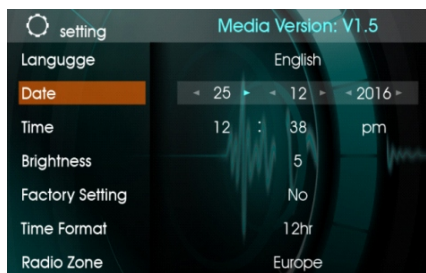 setting Media Version: V1.5
Langugge English
Date 25 12 2016
Time 12 : 38 pm
Brightness 5
Factory Setting No
Time Format 12hr
Radio Zone Europe